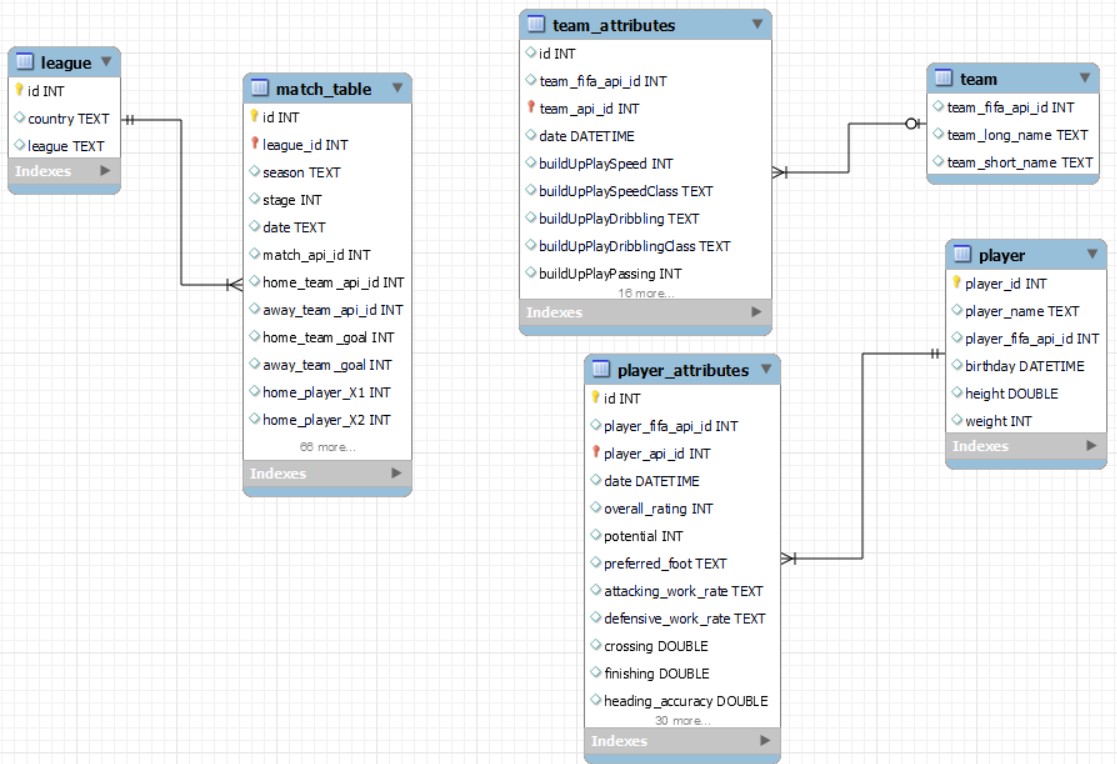 league
id INT
country TEXT
league TEXT
Indexes
match_table
id INT
league_id INT
season TEXT
stage INT
date TEXT
match_api_id INT
home_team_api_id INT
away_team_api_id INT
home_team_goal INT
away_team_goal INT
home_player_X1 INT
home_player_X2 INT
66 more...
Indexes
team_attributes
id INT
team_fifa_api_id INT
team_api_id INT
date DATETIME
buildUpPlaySpeed INT
buildUpPlaySpeedClass TEXT
buildUpPlayDribbling TEXT
buildUpPlayDribblingClass TEXT
buildUpPlayPassing INT
16 more...
Indexes
player_attributes
id INT
player_fifa_api_id INT
player_api_id INT
date DATETIME
overall_rating INT
potential INT
preferred_foot TEXT
attacking_work_rate TEXT
defensive_work_rate TEXT
crossing DOUBLE
finishing DOUBLE
heading_accuracy DOUBLE
30 more...
Indexes
team
team_fifa_api_id INT
team_long_name TEXT
team_short_name TEXT
player
player_id INT
player_name TEXT
player_fifa_api_id INT
birthday DATETIME
height DOUBLE
weight INT
Indexes